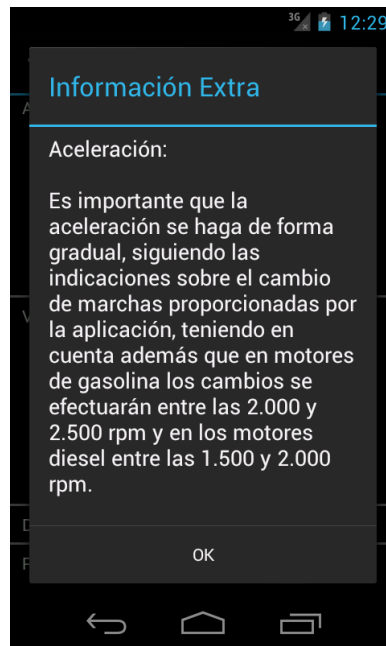 3G 12:29
Información Extra
Aceleración:
Es importante que la
aceleración se haga de forma
gradual, siguiendo las
indicaciones sobre el cambio
de marchas proporcionadas por
la aplicación, teniendo en
cuenta además que en motores
de gasolina los cambios se
efectuarán entre las 2.000 y
2.500 rpm y en los motores
diesel entre las 1.500 y 2.000
rpm.
OK